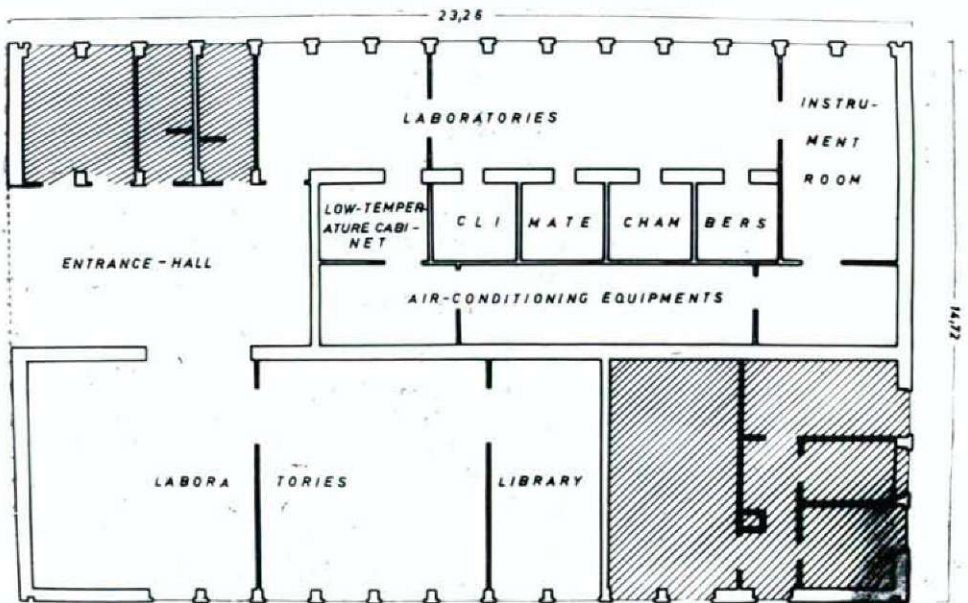 23,26
LABORATORIES
INSTRU-
MENT
ROOM
LOW-TEMPER-
ATURE CABI-
NET
CLI MATE CHAM BERS
ENTRANCE-HALL
AIR-CONDITIONING EQUIPMENTS
14,72
LABORA TORIES
LIBRARY